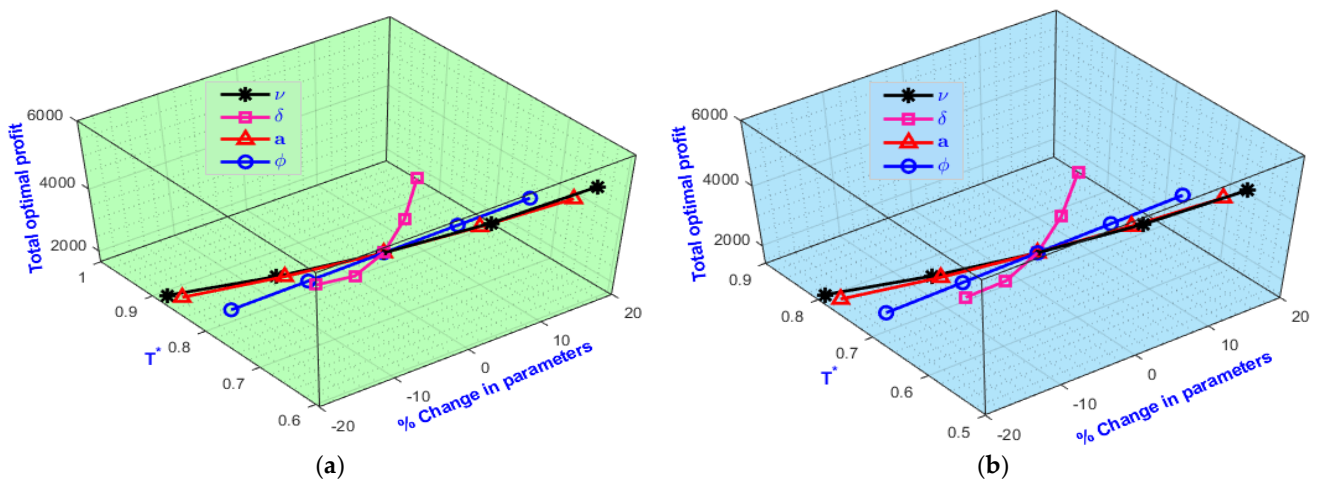 6000
4000
2000
Total optimal profit
1
0.9
0.8
0.7
0.6
T*
-20
-10
0
10
20
% Change in parameters
ν
δ
a
ϕ
(a)
6000
4000
2000
Total optimal profit
0.9
0.8
0.7
0.6
0.5
T*
-20
-10
0
10
20
% Change in parameters
ν
δ
a
ϕ
(b)